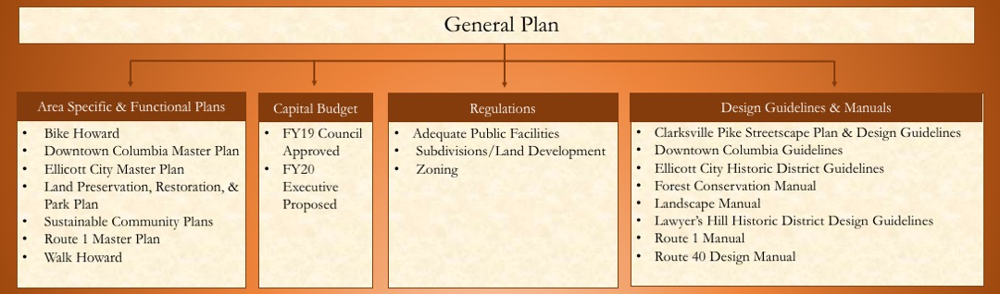 General Plan
Area Specific & Functional Plans
• Bike Howard
• Downtown Columbia Master Plan
• Ellicott City Master Plan
• Land Preservation, Restoration, &
Park Plan
• Sustainable Community Plans
• Route 1 Master Plan
• Walk Howard
Capital Budget
• FY19 Council
Approved
• FY20
Executive
Proposed
Regulations
• Adequate Public Facilities
• Subdivisions/Land Development
• Zoning
Design Guidelines & Manuals
• Clarksville Pike Streetscape Plan & Design Guidelines
• Downtown Columbia Guidelines
• Ellicott City Historic District Guidelines
• Forest Conservation Manual
• Landscape Manual
• Lawyer's Hill Historic District Design Guidelines
• Route 1 Manual
• Route 40 Design Manual